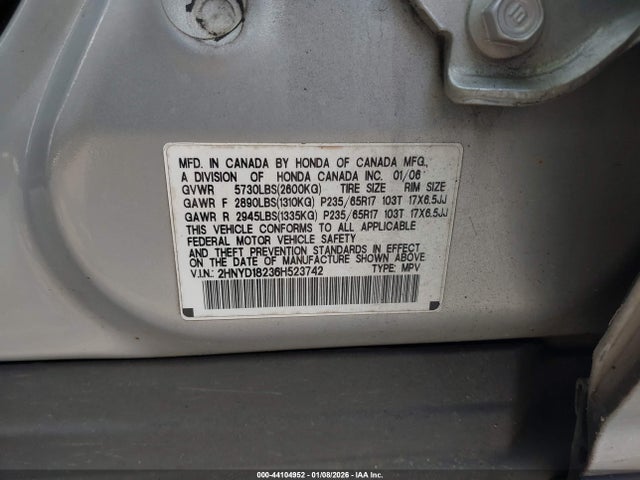 MFD. IN CANADA BY HONDA OF CANADA MFG.,
A DIVISION OF HONDA CANADA INC. 01/06
GVWR 5730LBS(2600KG) TIRE SIZE RIM SIZE
GAWR F 2890LBS(1310KG) P235/65R17 103T 17X6.5JJ
GAWR R 2945LBS(1335KG) P235/65R17 103T 17X6.5JJ
THIS VEHICLE CONFORMS TO ALL APPLICABLE
FEDERAL MOTOR VEHICLE SAFETY
AND THEFT PREVENTION STANDARDS IN EFFECT
ON THE DATE OF MANUFACTURE SHOWN ABOVE.
V.I.N.: 2HNYD18236H523742 TYPE: MPV
000-44104952 - 01/08/2026 - IAA Inc.